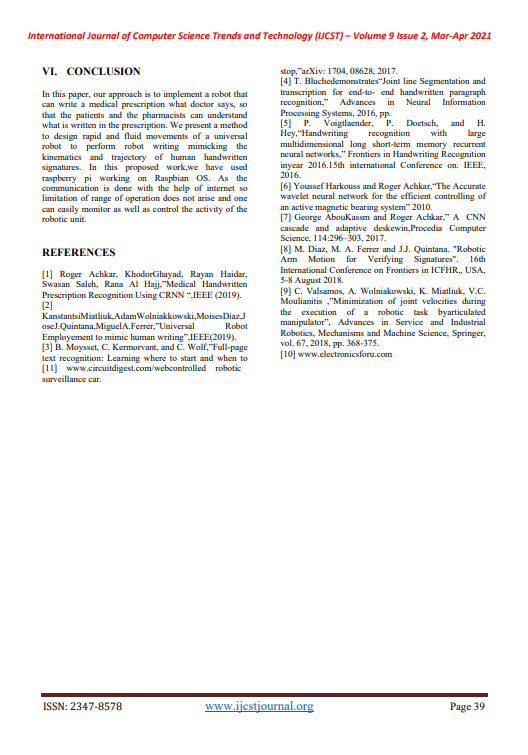 International Journal of Computer Science Trends and Technology (IJCST) – Volume 9 Issue 2, Mar-Apr 2021
VI. CONCLUSION
In this paper, our approach is to implement a robot that
can write a medical prescription what doctor says, so
that the patients and the pharmacists can understand
what is written in the prescription. We present a method
to design rapid and fluid movements of a universal
robot to perform robot writing mimicking the
kinematics and trajectory of human handwritten
signatures. In this proposed work,we have used
raspberry pi working on Raspbian OS. As the
communication is done with the help of internet so
limitation of range of operation does not arise and one
can easily monitor as well as control the activity of the
robotic unit.
REFERENCES
[1] Roger Achkar, KhodorGhayad, Rayan Haidar,
Swasan Saleh, Rana Al Hajj,"Medical Handwritten
Prescription Recognition Using CRNN “,IEEE (2019).
[2]
KanstantsiMiatliuk,AdamWolniakkowski,MoisesDiaz,J
oseJ.Quintana,MiguelA.Ferrer,"Universal Robot
Employement to mimic human writing”,IEEE(2019).
[3] B. Moysset, C. Kermorvant, and C. Wolf,"Full-page
text recognition: Learning where to start and when to
[11] www.circuitdigest.com/webcontrolled robotic
surveillance car.
stop,”arXiv: 1704, 08628, 2017.
[4] T. Bluchedemonstrates“Joint line Segmentation and
transcription for end-to- end handwritten paragraph
recognition,” Advances in Neural Information
Processing Systems, 2016, pp.
[5] P. Voigtlaender, P. Doetsch, and H.
Hey,“Handwriting recognition with large
multidimensional long short-term memory recurrent
neural networks,” Frontiers in Handwriting Recognition
inyear 2016.15th international Conference on. IEEE,
2016.
[6] Youssef Harkouss and Roger Achkar,“The Accurate
wavelet neural network for the efficient controlling of
an active magnetic bearing system” 2010.
[7] George AbouKassm and Roger Achkar,” A CNN
cascade and adaptive deskewin,Procedia Computer
Science, 114:296–303, 2017.
[8] M. Diaz, M. A. Ferrer and J.J. Quintana. "Robotic
Arm Motion for Verifying Signatures". 16th
International Conference on Frontiers in ICFHR,, USA,
5-8 August 2018.
[9] C. Valsamos, A. Wolniakowski, K. Miatliuk, V.C.
Moulianitis ,"Minimization of joint velocities during
the execution of a robotic task byarticulated
manipulator”, Advances in Service and Industrial
Robotics, Mechanisms and Machine Science, Springer,
vol. 67, 2018, pp. 368-375.
[10] www.electronicsforu.com
ISSN: 2347-8578 www.ijcstjournal.org Page 39